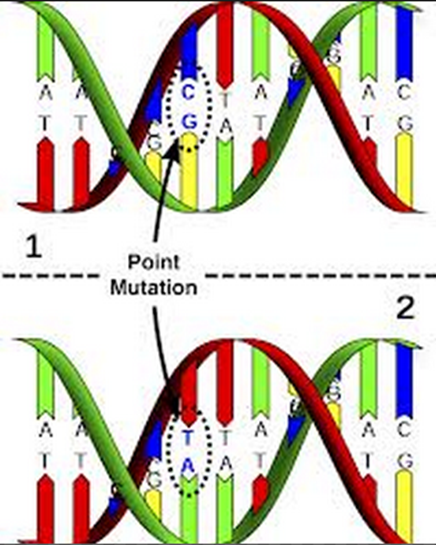 A A C C T A G A C
T T G G A T G T G
1
Point
Mutation
2
A A C T T A G A C
T T G C A A T G T G